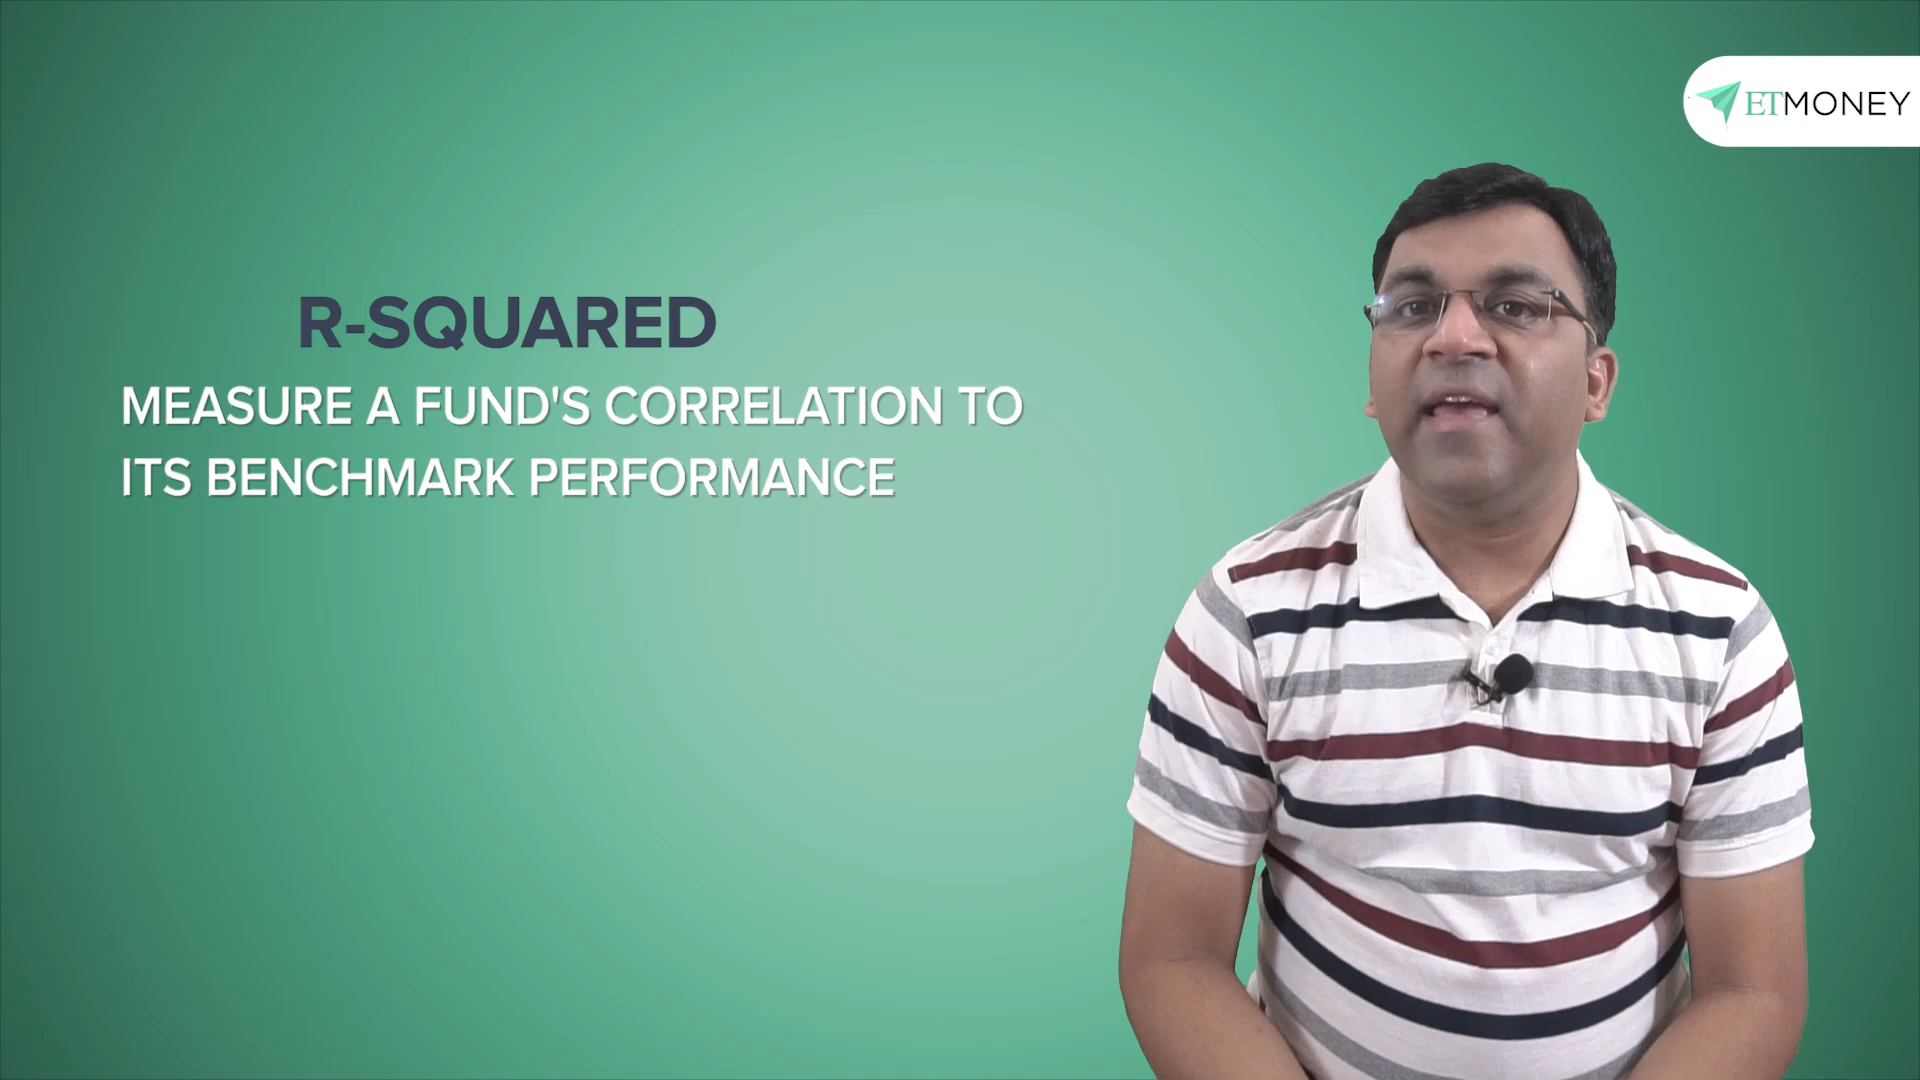 ETMONEY
R-SQUARED
MEASURE A FUND'S CORRELATION TO
ITS BENCHMARK PERFORMANCE